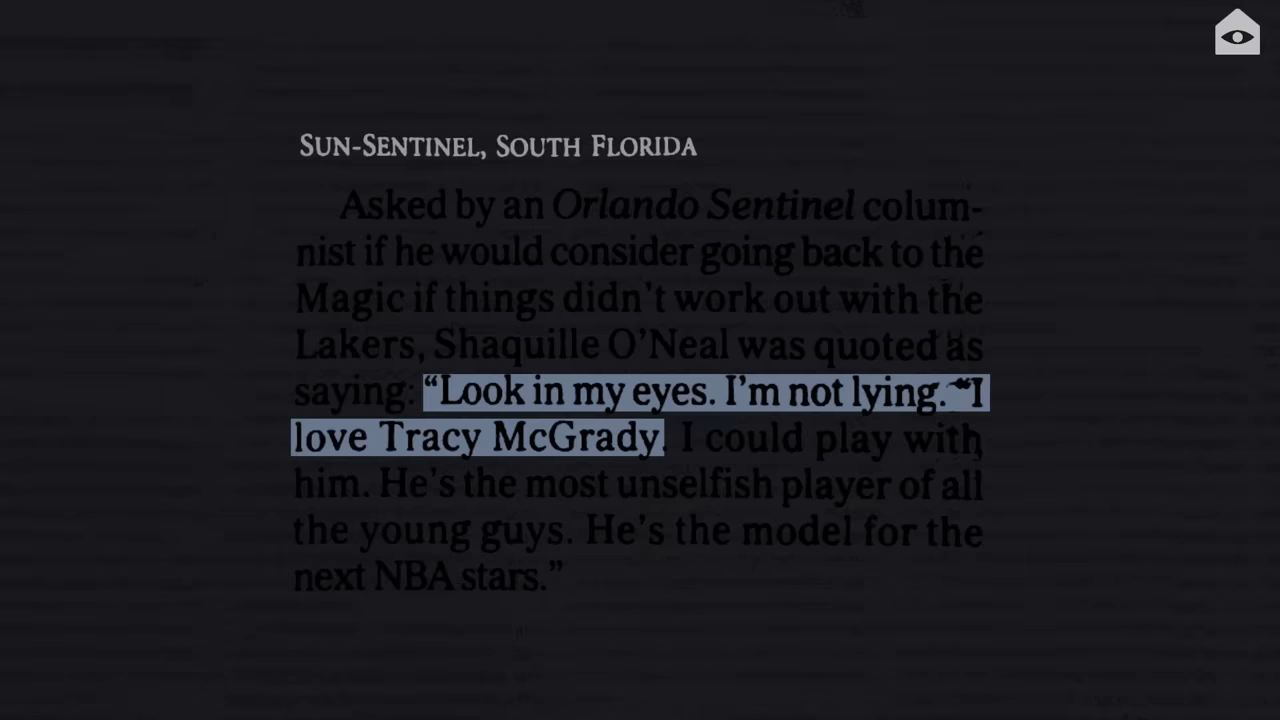 SUN-SENTINEL, SOUTH FLORIDA
Asked by an Orlando Sentinel colum-
nist if he would consider going back to the
Magic if things didn't work out with the
Lakers, Shaquille O'Neal was quoted as
saying: “Look in my eyes. I'm not lying.” “I
love Tracy McGrady. I could play with
him. He's the most unselfish player of all
the young guys. He's the model for the
next NBA stars.”